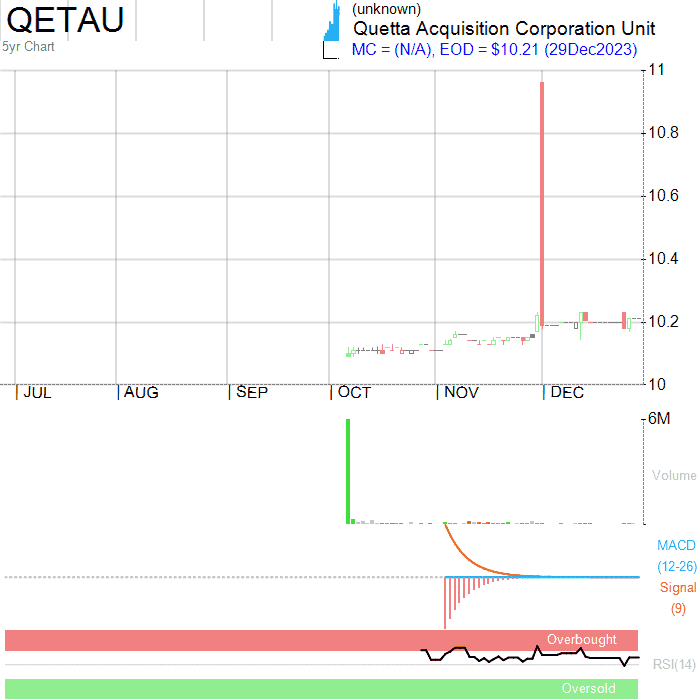 QETAU
5yr Chart
(unknown)
Quetta Acquisition Corporation Unit
MC = (N/A), EOD = $10.21 (29Dec2023)
11
10.8
10.6
10.4
10.2
10
JUL AUG SEP OCT NOV DEC
6M
Volume
MACD
(12-26)
Signal
(9)
Overbought
RSI(14)
Oversold